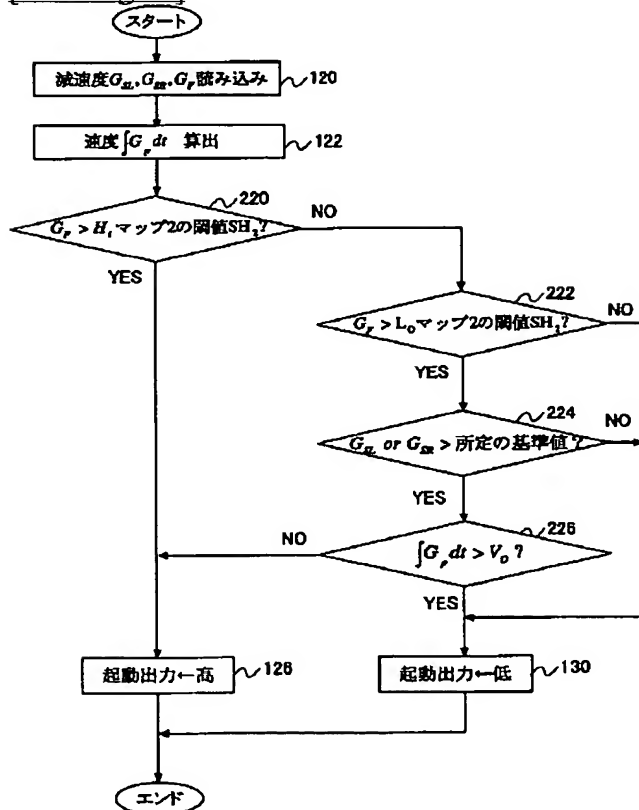 スタート
減速度G_SL,G_SR,G_F読み込み 120
速度∫G_F dt 算出 122
220
G_F > H_i マップ2の閾値SH_2?
NO
YES
222
G_F > L_O マップ2の閾値SH_2?
NO
YES
224
G_SL or G_SR > 所定の基準値?
NO
YES
226
∫G_F dt > V_O ?
NO
YES
起動出力←高 126
起動出力←低 130
エンド